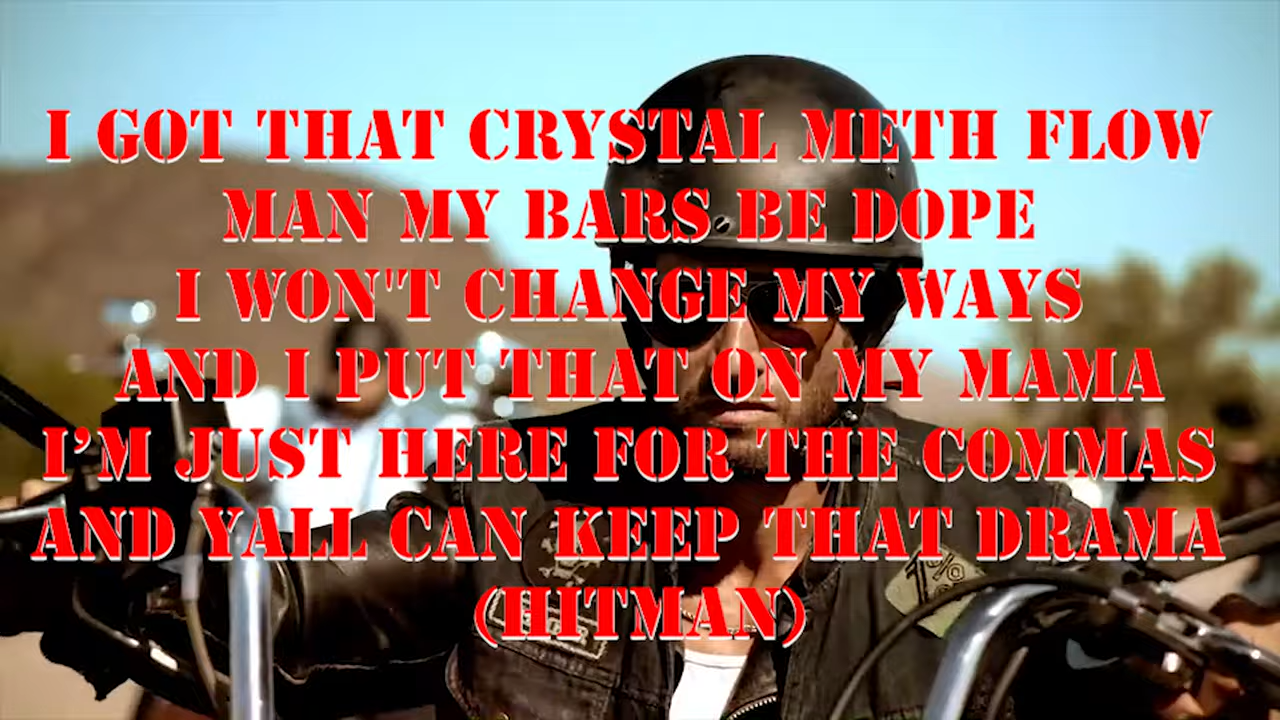 I GOT THAT CRYSTAL METH FLOW
MAN MY BARS BE DOPE
I WON'T CHANGE MY WAYS
AND I PUT THAT ON MY MAMA
I’M JUST HERE FOR THE COMMAS
AND YALL CAN KEEP THAT DRAMA
(HITMAN)
1%